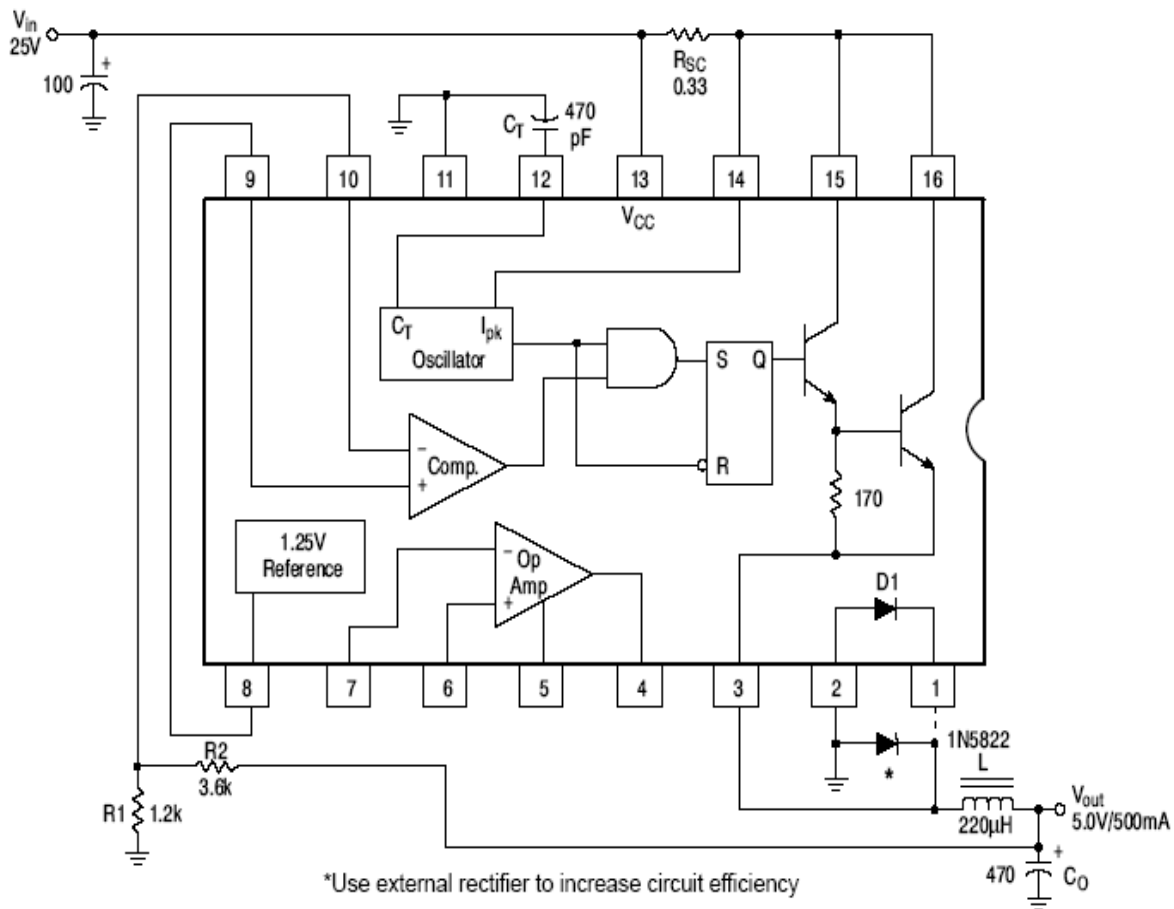 Vin
25V
100
+
RSC
0.33
CT
470
pF
9
10
11
12
13
14
15
16
VCC
CT
Ipk
Oscillator
S
Q
R
−
Comp.
+
170
1.25V
Reference
− Op
Amp
+
D1
8
7
6
5
4
3
2
1
R2
3.6k
R1
1.2k
*
1N5822
L
220µH
Vout
5.0V/500mA
+
470
CO
*Use external rectifier to increase circuit efficiency